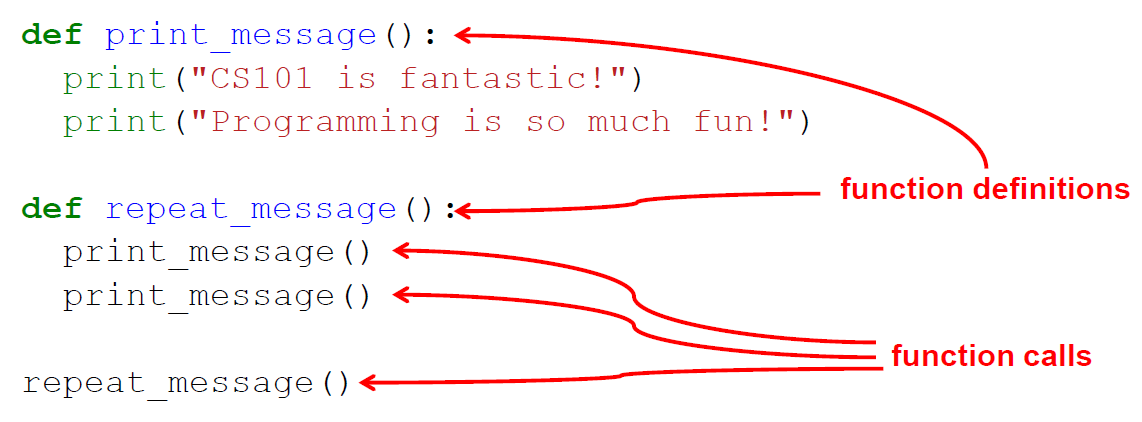 def print_message():
  print("CS101 is fantastic!")
  print("Programming is so much fun!")
function definitions
def repeat_message():
  print_message()
  print_message()
function calls
repeat_message()